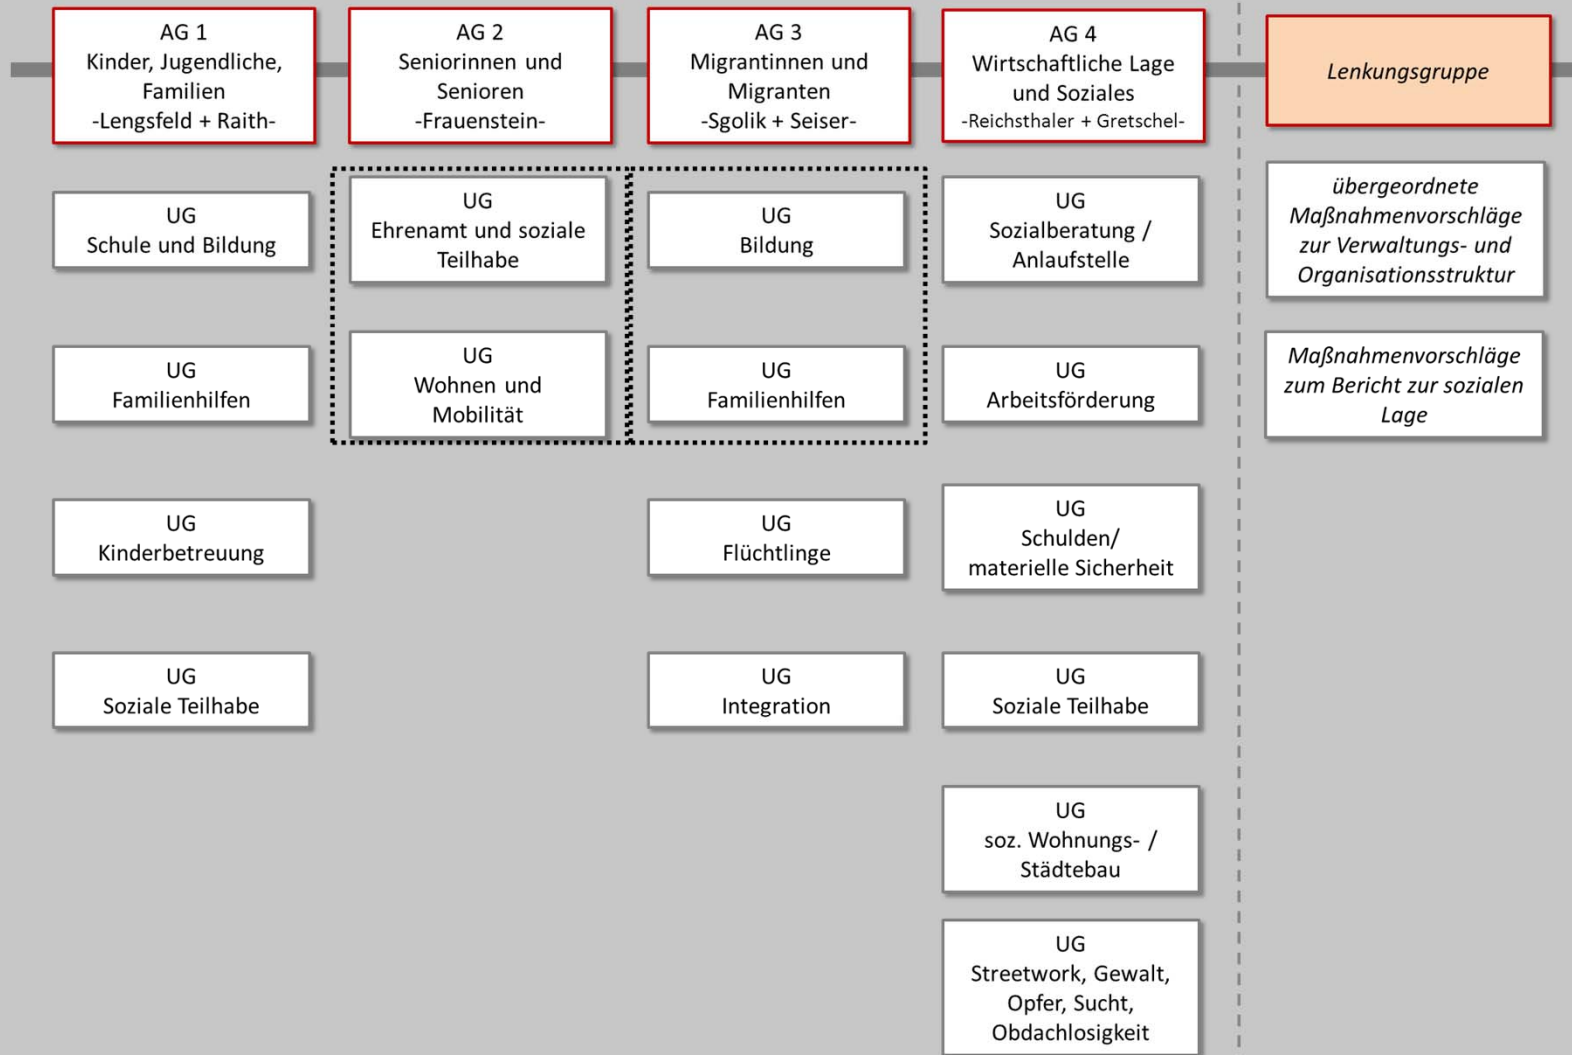 AG 1
Kinder, Jugendliche,
Familien
-Lengsfeld + Raith-
AG 2
Seniorinnen und
Senioren
-Frauenstein-
AG 3
Migrantinnen und
Migranten
-Sgolik + Seiser-
AG 4
Wirtschaftliche Lage
und Soziales
-Reichsthaler + Gretschel-
Lenkungsgruppe
UG
Schule und Bildung
UG
Familienhilfen
UG
Kinderbetreuung
UG
Soziale Teilhabe
UG
Ehrenamt und soziale
Teilhabe
UG
Wohnen und
Mobilität
UG
Bildung
UG
Familienhilfen
UG
Flüchtlinge
UG
Integration
UG
Sozialberatung /
Anlaufstelle
UG
Arbeitsförderung
UG
Schulden/
materielle Sicherheit
UG
Soziale Teilhabe
UG
soz. Wohnungs- /
Städtebau
UG
Streetwork, Gewalt,
Opfer, Sucht,
Obdachlosigkeit
übergeordnete
Maßnahmenvorschläge
zur Verwaltungs- und
Organisationsstruktur
Maßnahmenvorschläge
zum Bericht zur sozialen
Lage